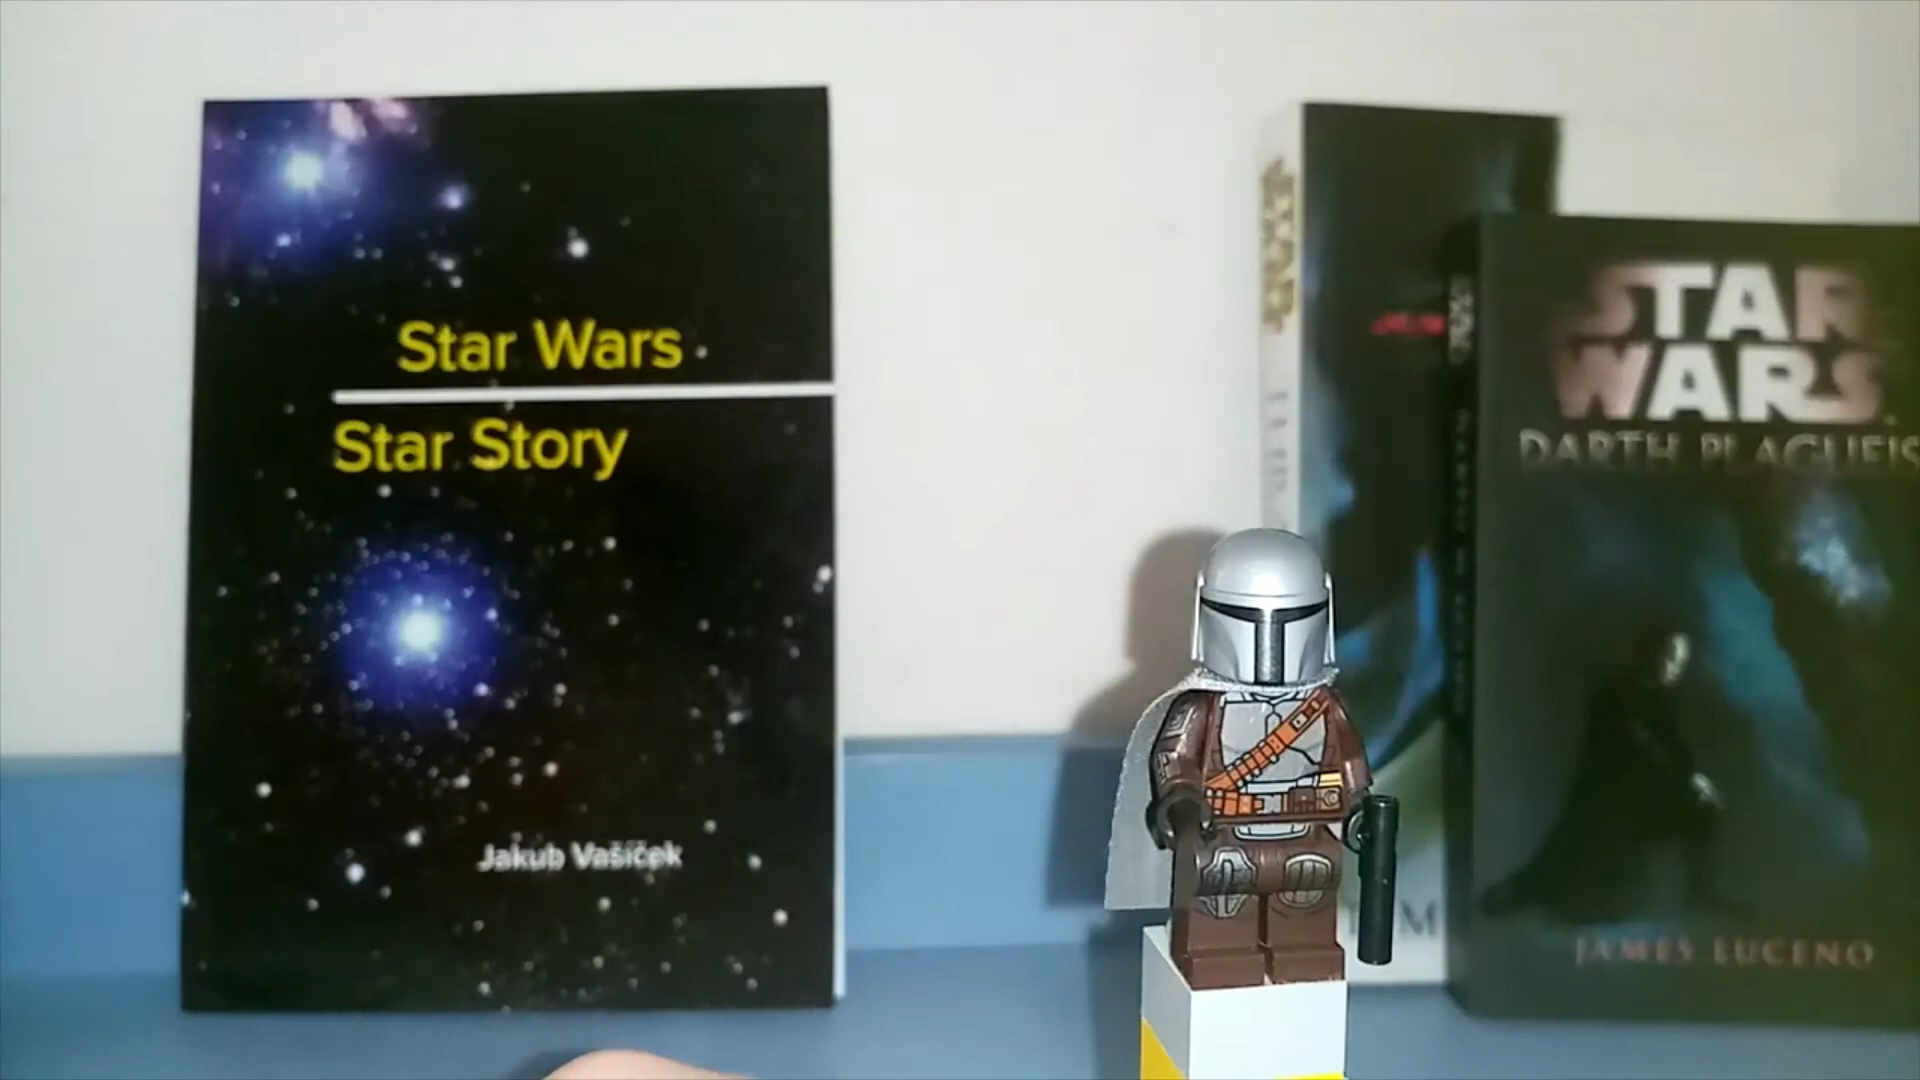 Star Wars
Star Story
Jakub Vašíček
STAR
WARS
DARTH PLAGUEIS
JAMES LUCENO